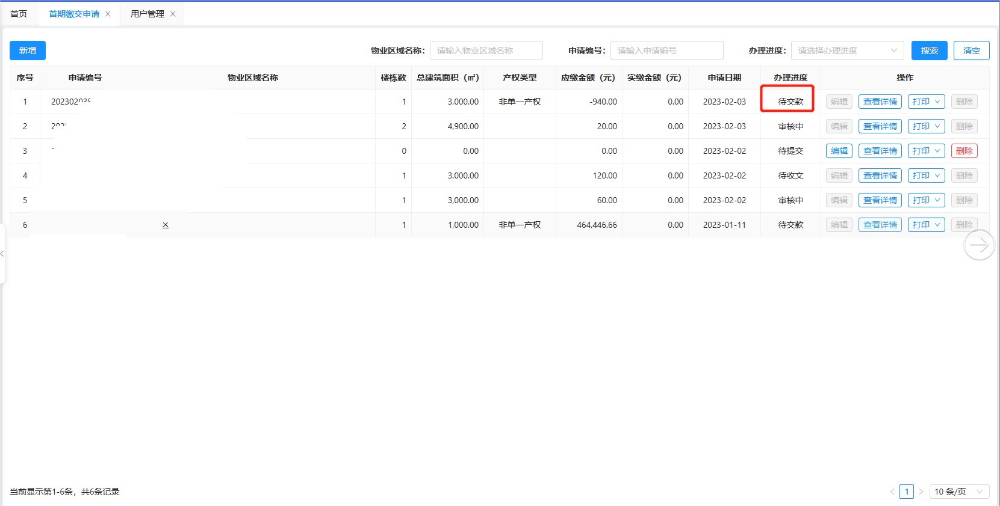 首页 首期缴交申请 用户管理
新增 物业区域名称： 请输入物业区域名称 申请编号： 请输入申请编号 办理进度： 请选择办理进度 搜索 清空
序号 申请编号 物业区域名称 楼栋数 总建筑面积（㎡） 产权类型 应缴金额（元） 实缴金额（元） 申请日期 办理进度 操作
1 202302035 1 3,000.00 非单一产权 -940.00 0.00 2023-02-03 待交款 编辑 查看详情 打印 删除
2 2 4,900.00 20.00 0.00 2023-02-03 审核中 编辑 查看详情 打印 删除
3 0 0.00 0.00 0.00 2023-02-02 待提交 编辑 查看详情 打印 删除
4 1 3,000.00 120.00 0.00 2023-02-02 待收文 编辑 查看详情 打印 删除
5 1 3,000.00 60.00 0.00 2023-02-02 审核中 编辑 查看详情 打印 删除
6 1 1,000.00 非单一产权 464,446.66 0.00 2023-01-11 待交款 编辑 查看详情 打印 删除
当前显示第1-6条，共6条记录 1 10 条/页